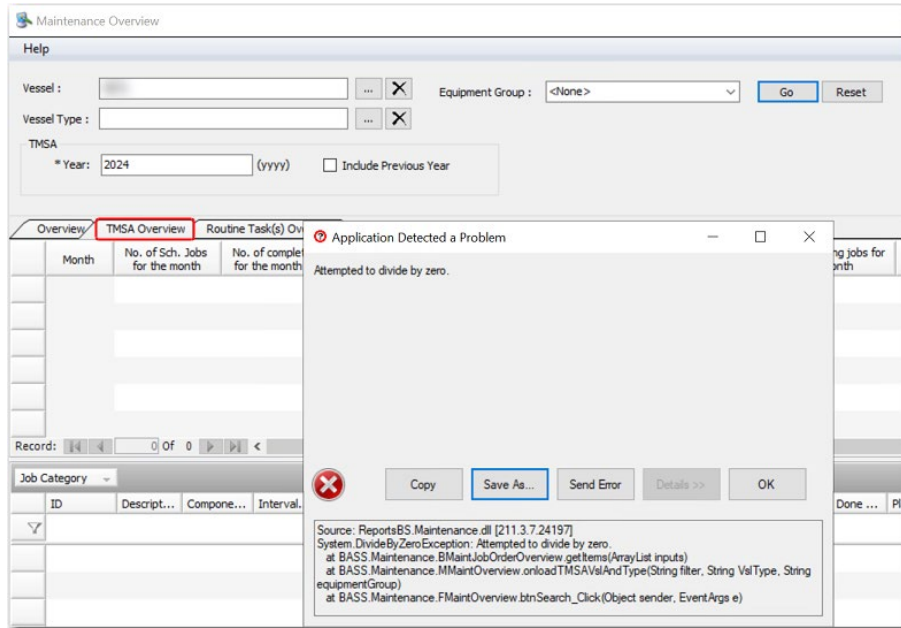 Maintenance Overview
Help
Vessel :
...
Equipment Group :
<None>
Go
Reset
Vessel Type :
...
TMSA
* Year:
2024
(yyyy)
Include Previous Year
Overview
TMSA Overview
Routine Task(s)
Application Detected a Problem
Month
No. of Sch. Jobs
for the month
No. of
for the month
jobs for
Attempted to divide by zero.
Record:
0 Of 0
Copy
Save As...
Send Error
Details >>
OK
Job Category
ID
Descript...
Compone...
Interval.
Done ...
Source: ReportsBS.Maintenance.dll [211.3.7.24197]
System.DivideByZeroException: Attempted to divide by zero.
at BASS.Maintenance.BMaintJobOrderOverview.getItems(ArrayList inputs)
at BASS.Maintenance.MMaintOverview.onloadTMSAVslAndType(String filter, String VslType, String
equipmentGroup)
at BASS.Maintenance.FMaintOverview.btnSearch_Click(Object sender, EventArgs e)